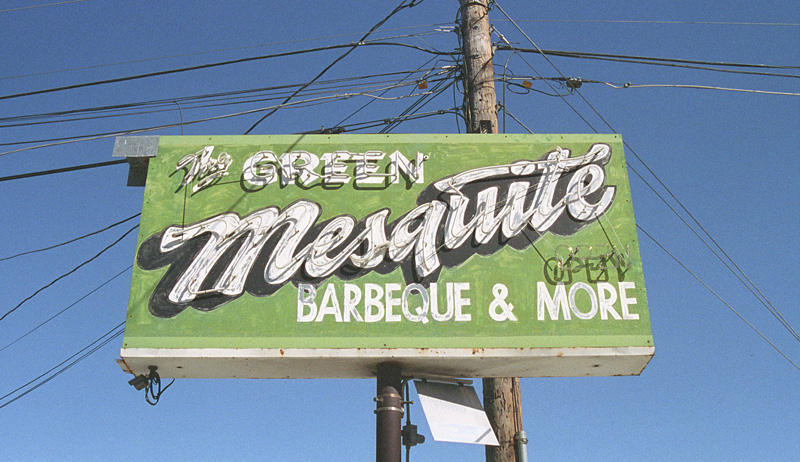 The GREEN
Mesquite
OPEN
BARBEQUE & MORE